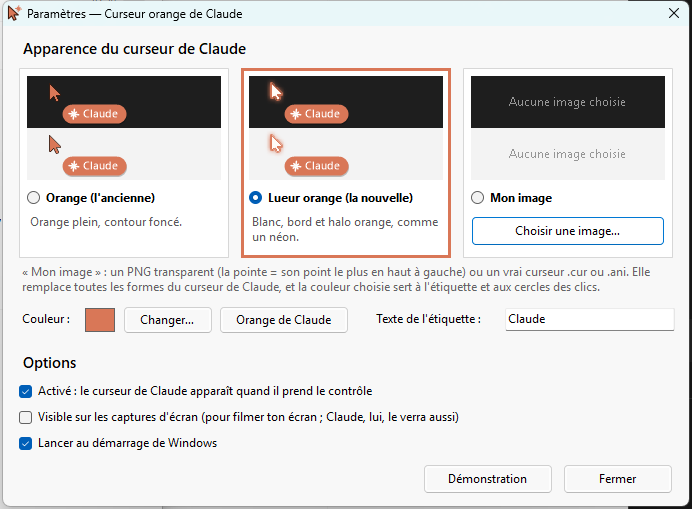 Paramètres — Curseur orange de Claude
Apparence du curseur de Claude
Claude
Claude
Orange (l'ancienne)
Orange plein, contour foncé.
Claude
Claude
Lueur orange (la nouvelle)
Blanc, bord et halo orange, comme
un néon.
Aucune image choisie
Aucune image choisie
Mon image
Choisir une image...
« Mon image » : un PNG transparent (la pointe = son point le plus en haut à gauche) ou un vrai curseur .cur ou .ani. Elle
remplace toutes les formes du curseur de Claude, et la couleur choisie sert à l'étiquette et aux cercles des clics.
Couleur : Changer... Orange de Claude Texte de l'étiquette : Claude
Options
Activé : le curseur de Claude apparaît quand il prend le contrôle
Visible sur les captures d'écran (pour filmer ton écran ; Claude, lui, le verra aussi)
Lancer au démarrage de Windows
Démonstration Fermer